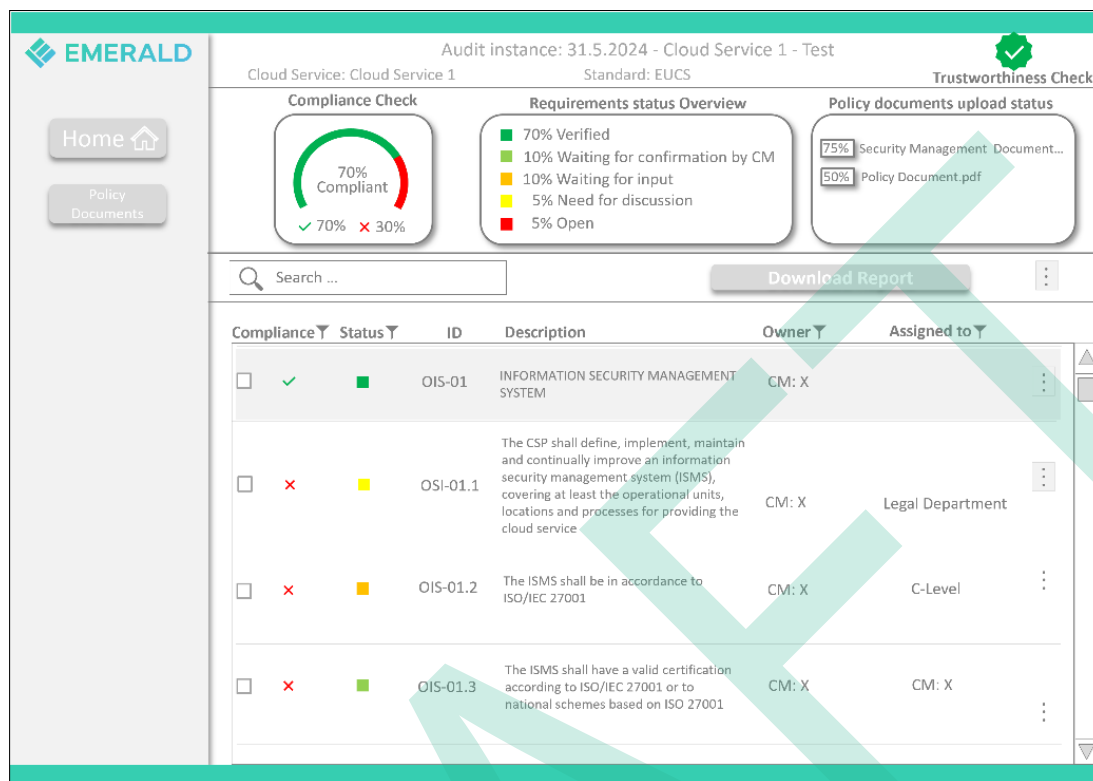 EMERALD
Audit instance: 31.5.2024 - Cloud Service 1 - Test
Cloud Service: Cloud Service 1
Standard: EUCS
Trustworthiness Check
Home
Policy
Documents
Compliance Check
70%
Compliant
70% 30%
Requirements status Overview
70% Verified
10% Waiting for confirmation by CM
10% Waiting for input
5% Need for discussion
5% Open
Policy documents upload status
75% Security Management Document...
50% Policy Document.pdf
Search ...
Download Report
Compliance Status ID Description Owner Assigned to
OIS-01
INFORMATION SECURITY MANAGEMENT
SYSTEM
CM: X
OSI-01.1
The CSP shall define, implement, maintain
and continually improve an information
security management system (ISMS),
covering at least the operational units,
locations and processes for providing the
cloud service
CM: X
Legal Department
OIS-01.2
The ISMS shall be in accordance to
ISO/IEC 27001
CM: X
C-Level
OIS-01.3
The ISMS shall have a valid certification
according to ISO/IEC 27001 or to
national schemes based on ISO 27001
CM: X
CM: X